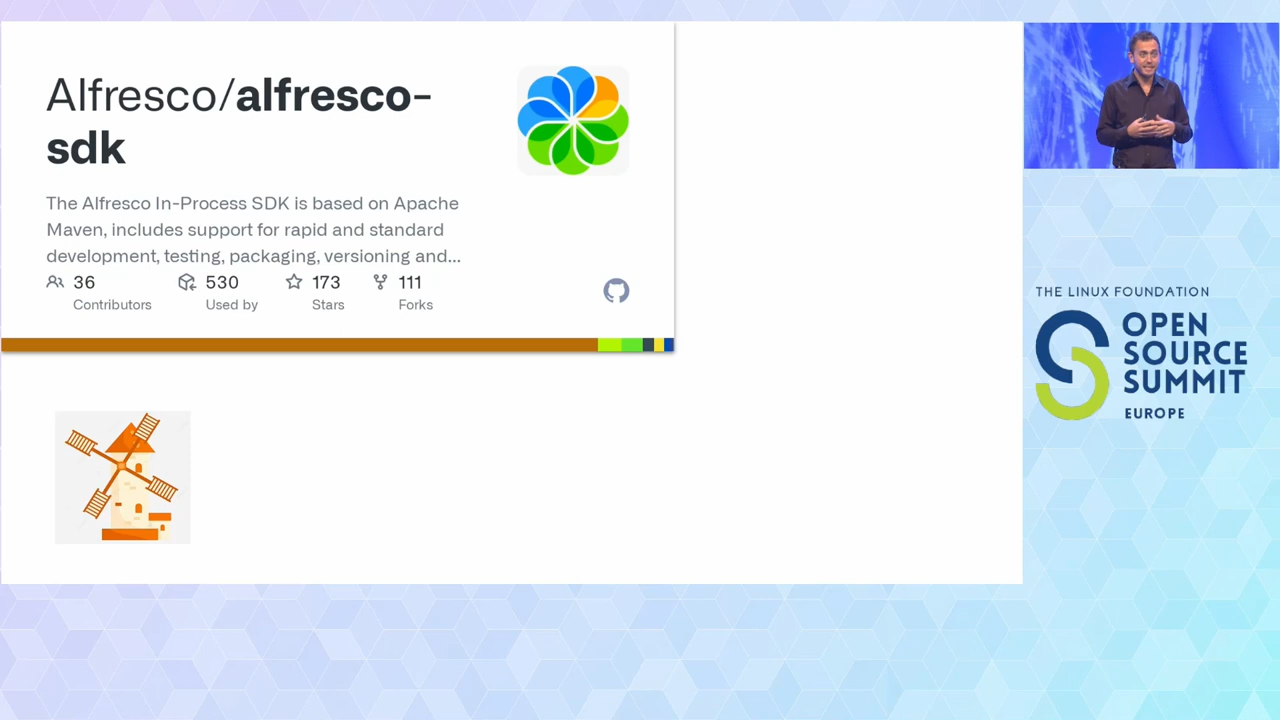 Alfresco/alfresco-
sdk
The Alfresco In-Process SDK is based on Apache
Maven, includes support for rapid and standard
development, testing, packaging, versioning and...
36 530 173 111
Contributors Used by Stars Forks
THE LINUX FOUNDATION
OPEN
SOURCE
SUMMIT
EUROPE